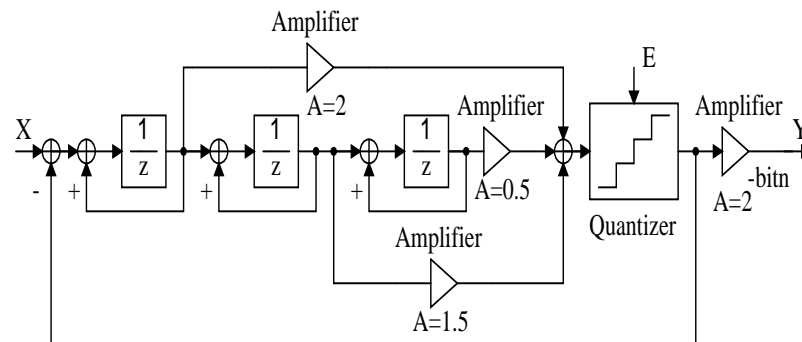 Amplifier
E
A=2
Amplifier
Amplifier
X
1
z
1
z
1
z
Y
-
+
+
+
A=0.5
-bitn
A=2
Quantizer
Amplifier
A=1.5